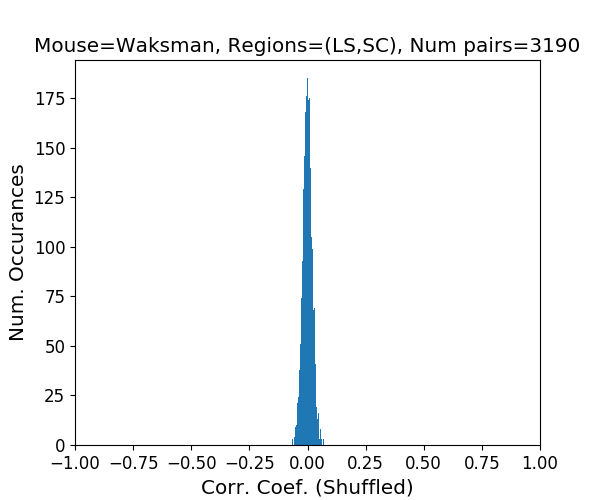 Mouse=Waksman, Regions=(LS,SC), Num pairs=3190
Num. Occurances
175
150
125
100
75
50
25
0
−1.00 −0.75 −0.50 −0.25 0.00 0.25 0.50 0.75 1.00
Corr. Coef. (Shuffled)